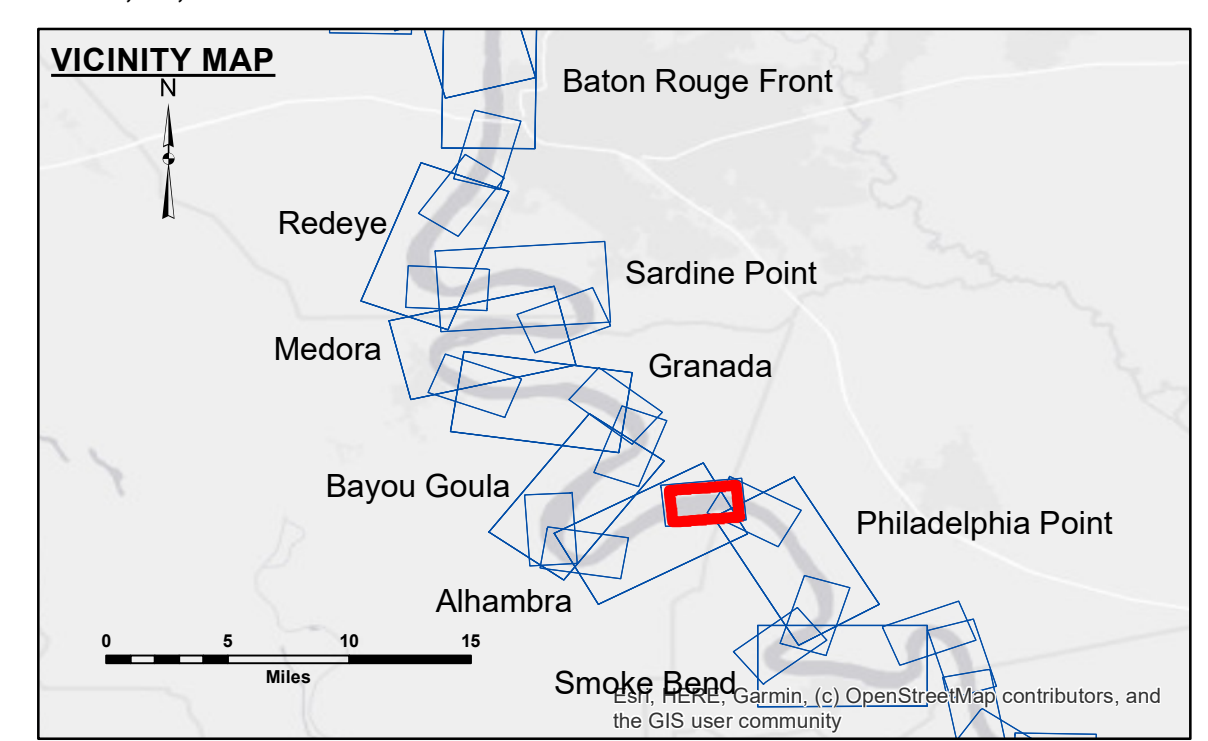 VICINITY MAP
N
Baton Rouge Front
Redeye
Sardine Point
Medora
Granada
Bayou Goula
Philadelphia Point
Alhambra
0 5 10 15
Miles
Smoke Bend
Esri, HERE, Garmin, (c) OpenStreetMap contributors, and
the GIS user community